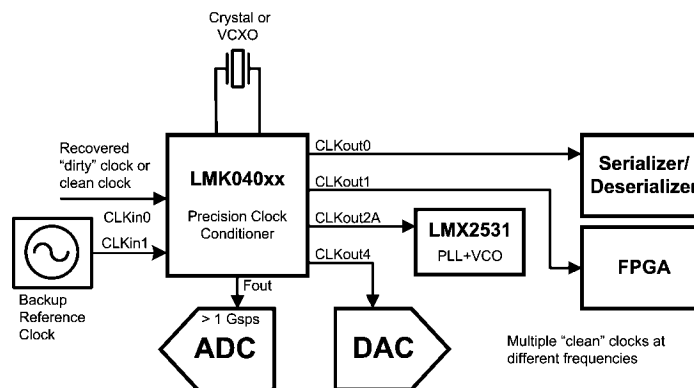 Crystal or
VCXO
Recovered
"dirty" clock or
clean clock
CLKin0
CLKin1
Backup
Reference
Clock
LMK040xx
Precision Clock
Conditioner
CLKout0
CLKout1
CLKout2A
CLKout4
Fout
> 1 Gsps
ADC
DAC
LMX2531
PLL+VCO
Serializer/
Deserializer
FPGA
Multiple "clean" clocks at
different frequencies